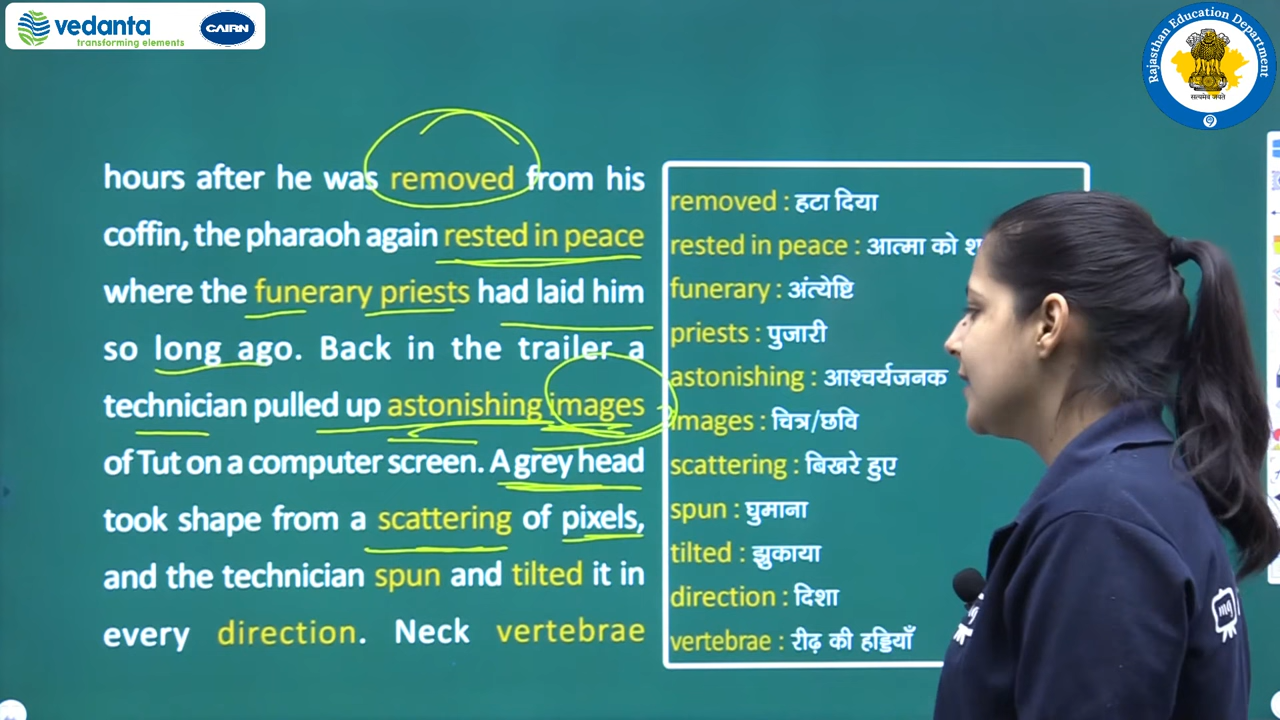 vedanta
transforming elements
CAIRN
Rajasthan Education Department
सत्यमेव जयते
hours after he was removed from his
coffin, the pharaoh again rested in peace
where the funerary priests had laid him
so long ago. Back in the trailer a
technician pulled up astonishing images
of Tut on a computer screen. A grey head
took shape from a scattering of pixels,
and the technician spun and tilted it in
every direction. Neck vertebrae
removed : हटा दिया
rested in peace : आत्मा को
funerary : अंत्येष्टि
priests : पुजारी
astonishing : आश्चर्यजनक
images : चित्र/छवि
scattering : बिखरे हुए
spun : घुमाना
tilted : झुकाया
direction : दिशा
vertebrae : रीढ़ की हड्डियाँ
mg